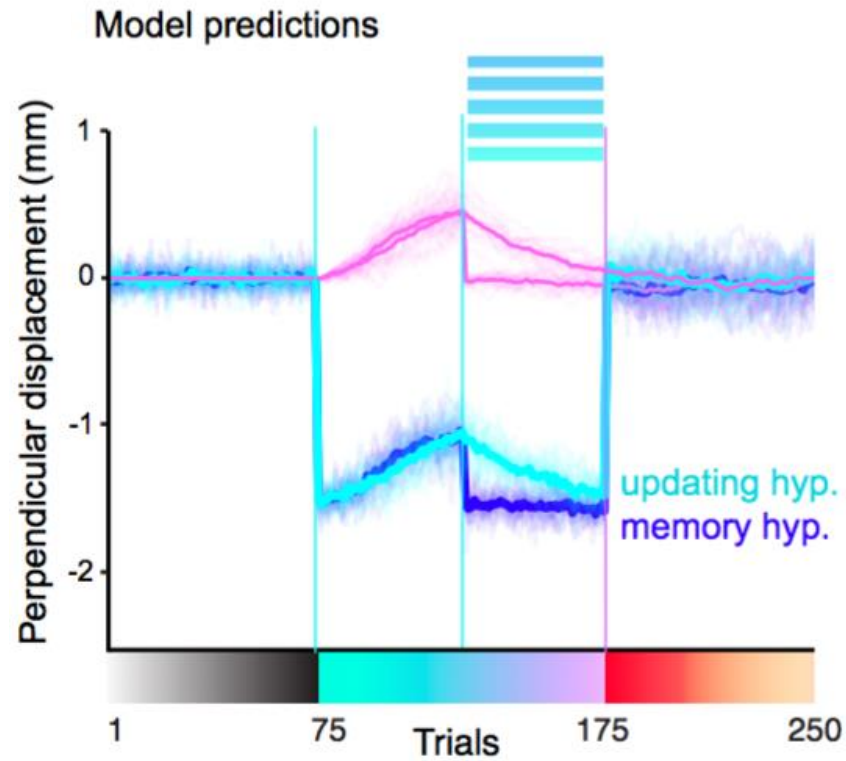 Model predictions
Perpendicular displacement (mm)
1
0
-1
-2
updating hyp.
memory hyp.
1
75
175
250
Trials